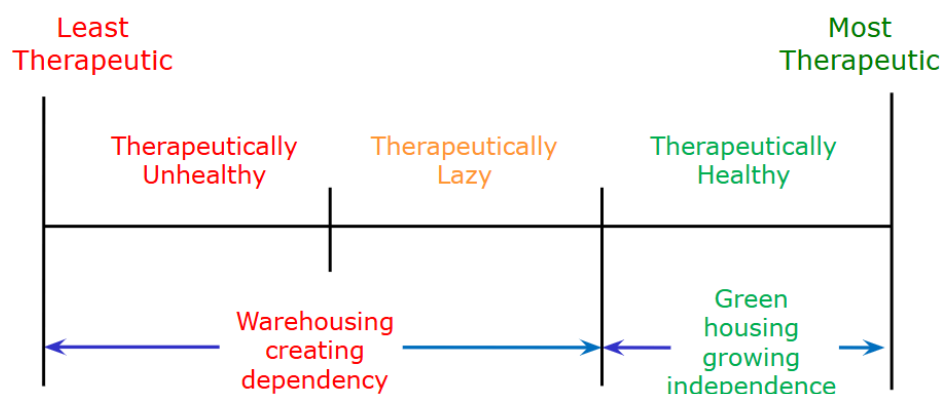 Least
Therapeutic
Most
Therapeutic
Therapeutically
Unhealthy
Therapeutically
Lazy
Therapeutically
Healthy
Warehousing
creating
dependency
Green
housing
growing
independence